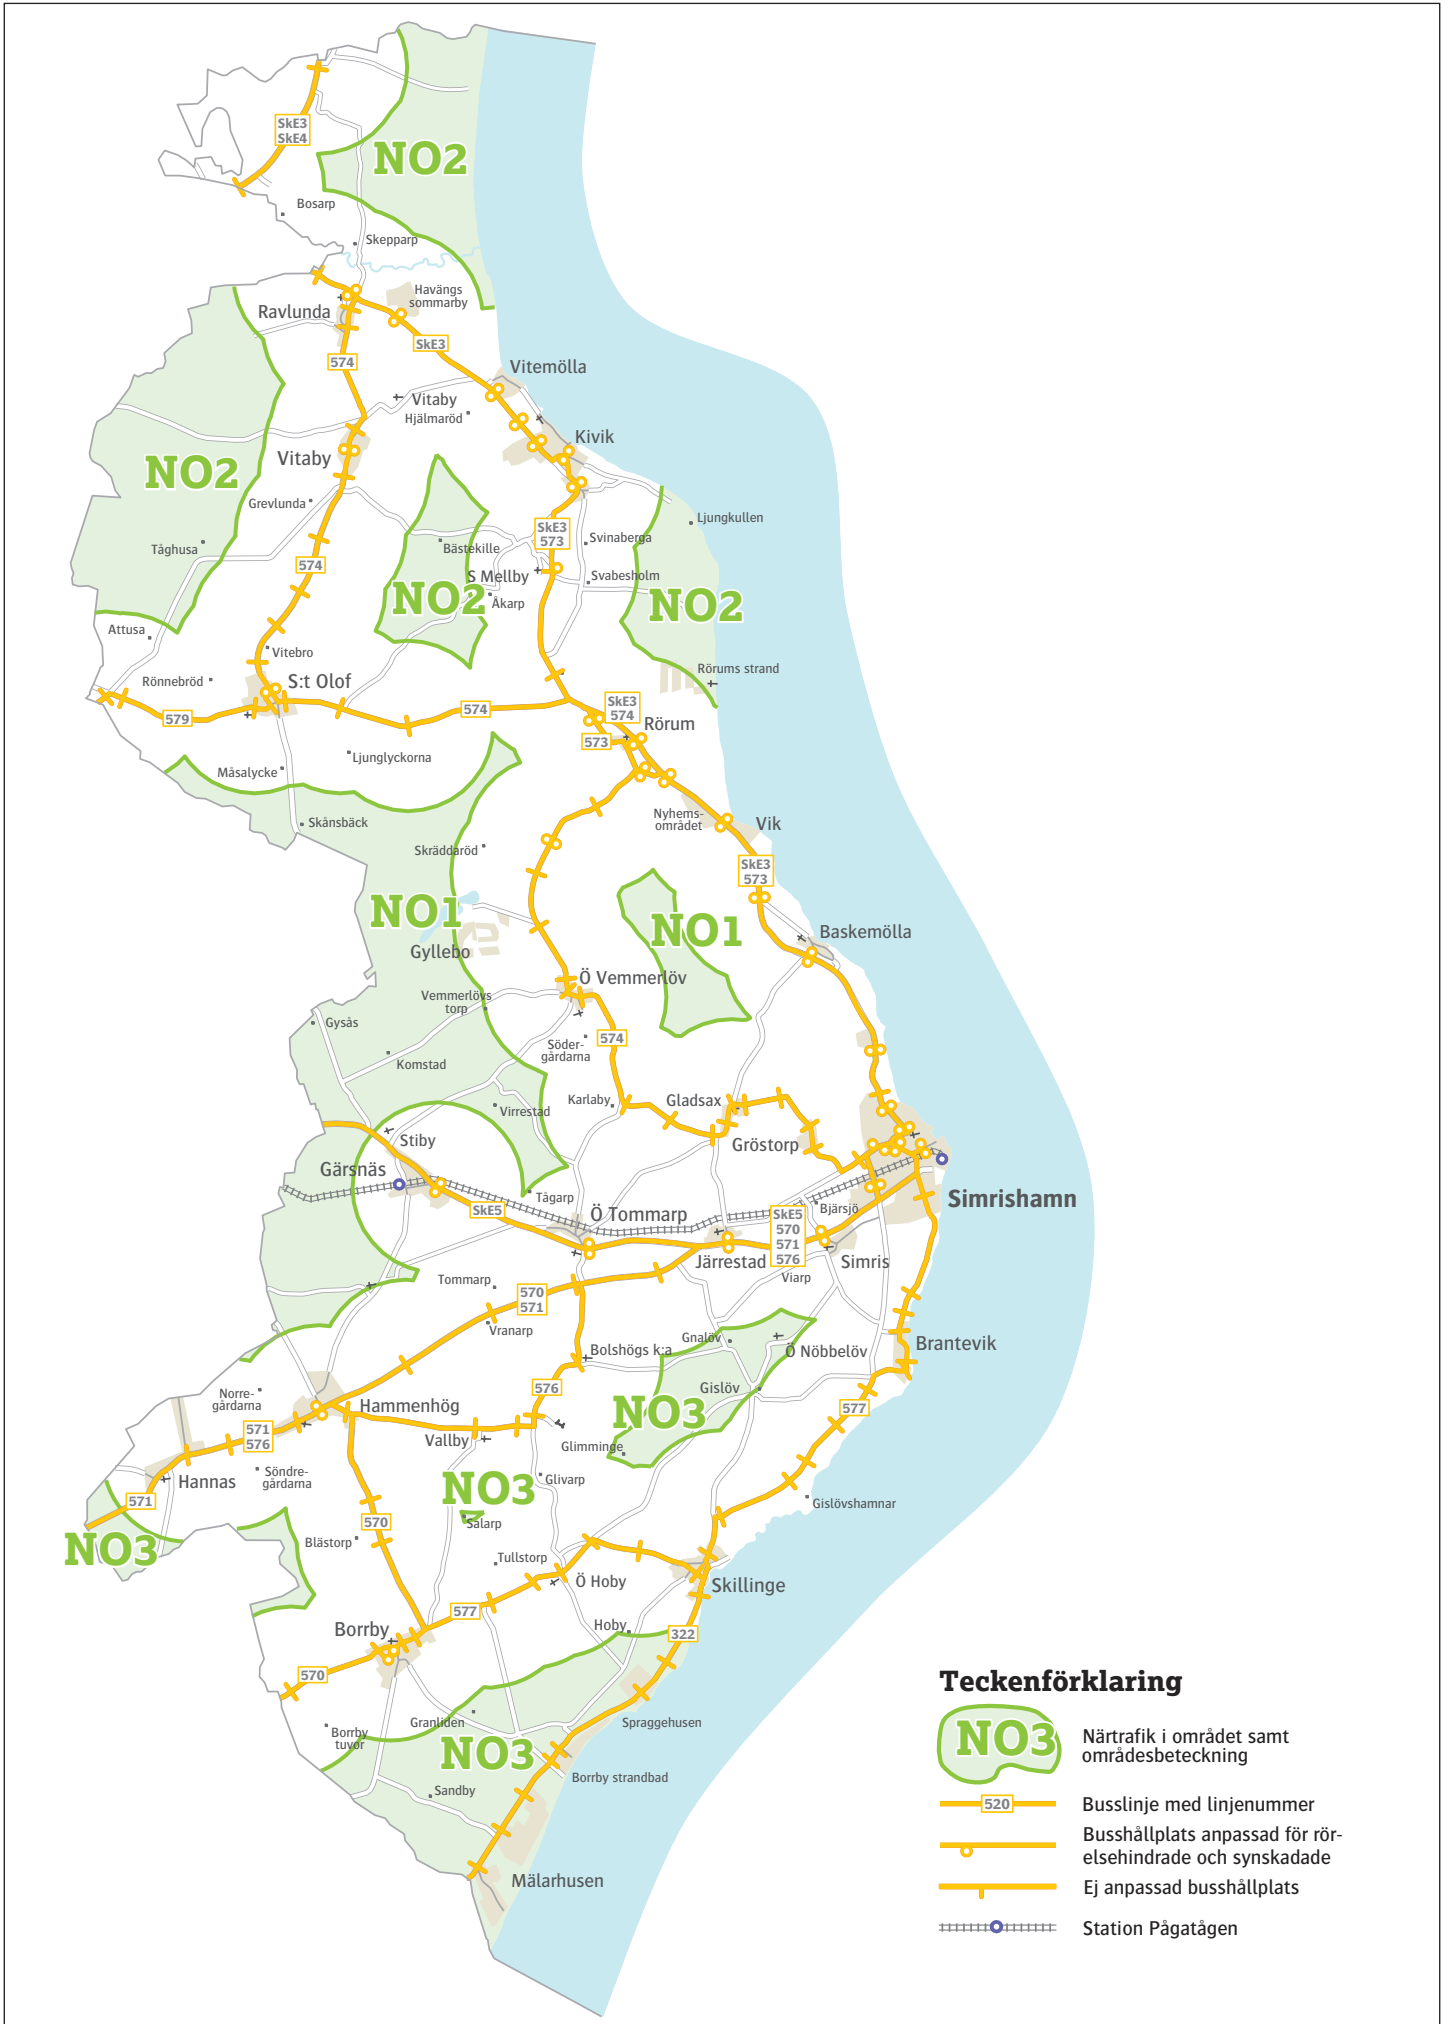 SkE3
SkE4
NO2
Bosarp
Skepparp
Havängs
sommarby
Ravlunda
SkE3
574
Vitemölla
Vitaby
Hjälmaröd
Kivik
Vitaby
NO2
Grevlunda
Ljungkullen
SkE3
573
Svinaberga
Tåghusa
Bästekille
574
S Mellby
Svabesholm
NO2
Åkarp
NO2
Attusa
Vitebro
Rörums strand
Rönnebröd
S:t Olof
579
574
SkE3
574
Rörum
573
Ljunglyckorna
Måsalycke
Skånsbäck
Nyhems-
området
Vik
Skräddaröd
SkE3
573
NO1
NO1
Baskemölla
Gyllebo
Ö Vemmerlöv
Vemmerlövs
torp
Gysås
574
Söder-
gårdarna
Komstad
Karlaby
Gladsax
Virrestad
Stiby
Gröstorp
Gärsnäs
Tågarp
Simrishamn
SkE5
Ö Tommarp
Bjärsjö
SkE5
570
571
576
Järrestad
Simris
Viarp
Tommarp
570
571
Vranarp
Gnalöv
Brantevik
Bolshögs k:a
Ö Nöbbelöv
576
Gislöv
Norre-
gårdarna
Hammenhög
577
NO3
571
576
Vallby
Glimminge
Söndre-
gårdarna
Hannas
Glivarp
NO3
571
Gislövshamnar
570
Salarp
NO3
Blästorp
Tullstorp
Ö Hoby
Skillinge
577
Borrby
Hoby
322
570
Granliden
Spraggehusen
Borrby
tuvor
NO3
Borrby strandbad
Sandby
Mälarhusen
Teckenförklaring
NO3
Närtrafik i området samt
områdesbeteckning
520
Busslinje med linjenummer
Busshållplats anpassad för rör-
elsehindrade och synskadade
Ej anpassad busshållplats
Station Pågatågen